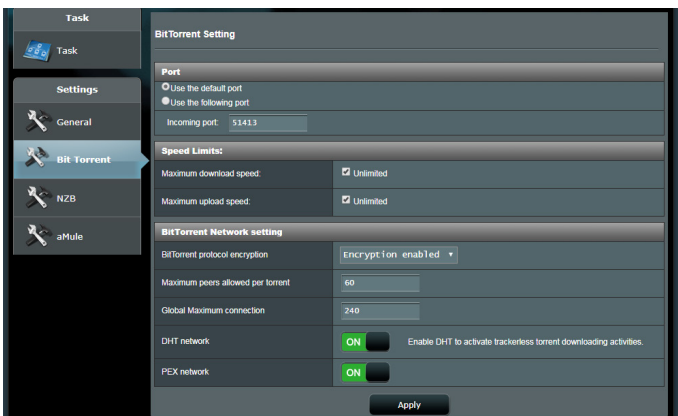 Task
Task
Settings
General
Bit Torrent
NZB
aMule
BitTorrent Setting
Port
Use the default port
Use the following port
Incoming port: 51413
Speed Limits:
Maximum download speed: Unlimited
Maximum upload speed: Unlimited
BitTorrent Network setting
BitTorrent protocol encryption Encryption enabled
Maximum peers allowed per torrent 60
Global Maximum connection 240
DHT network ON Enable DHT to activate trackerless torrent downloading activities.
PEX network ON
Apply